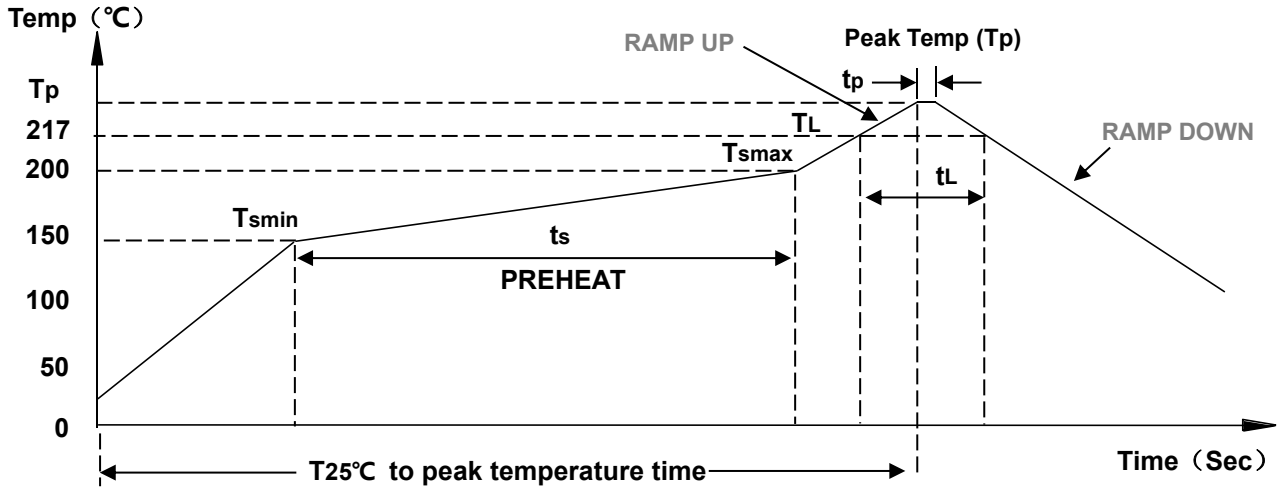 Temp（℃）
RAMP UP
Peak Temp (Tp)
tp
Tp
217
TL
RAMP DOWN
200
Tsmax
tL
Tsmin
150
ts
PREHEAT
100
50
0
T25℃ to peak temperature time
Time（Sec）